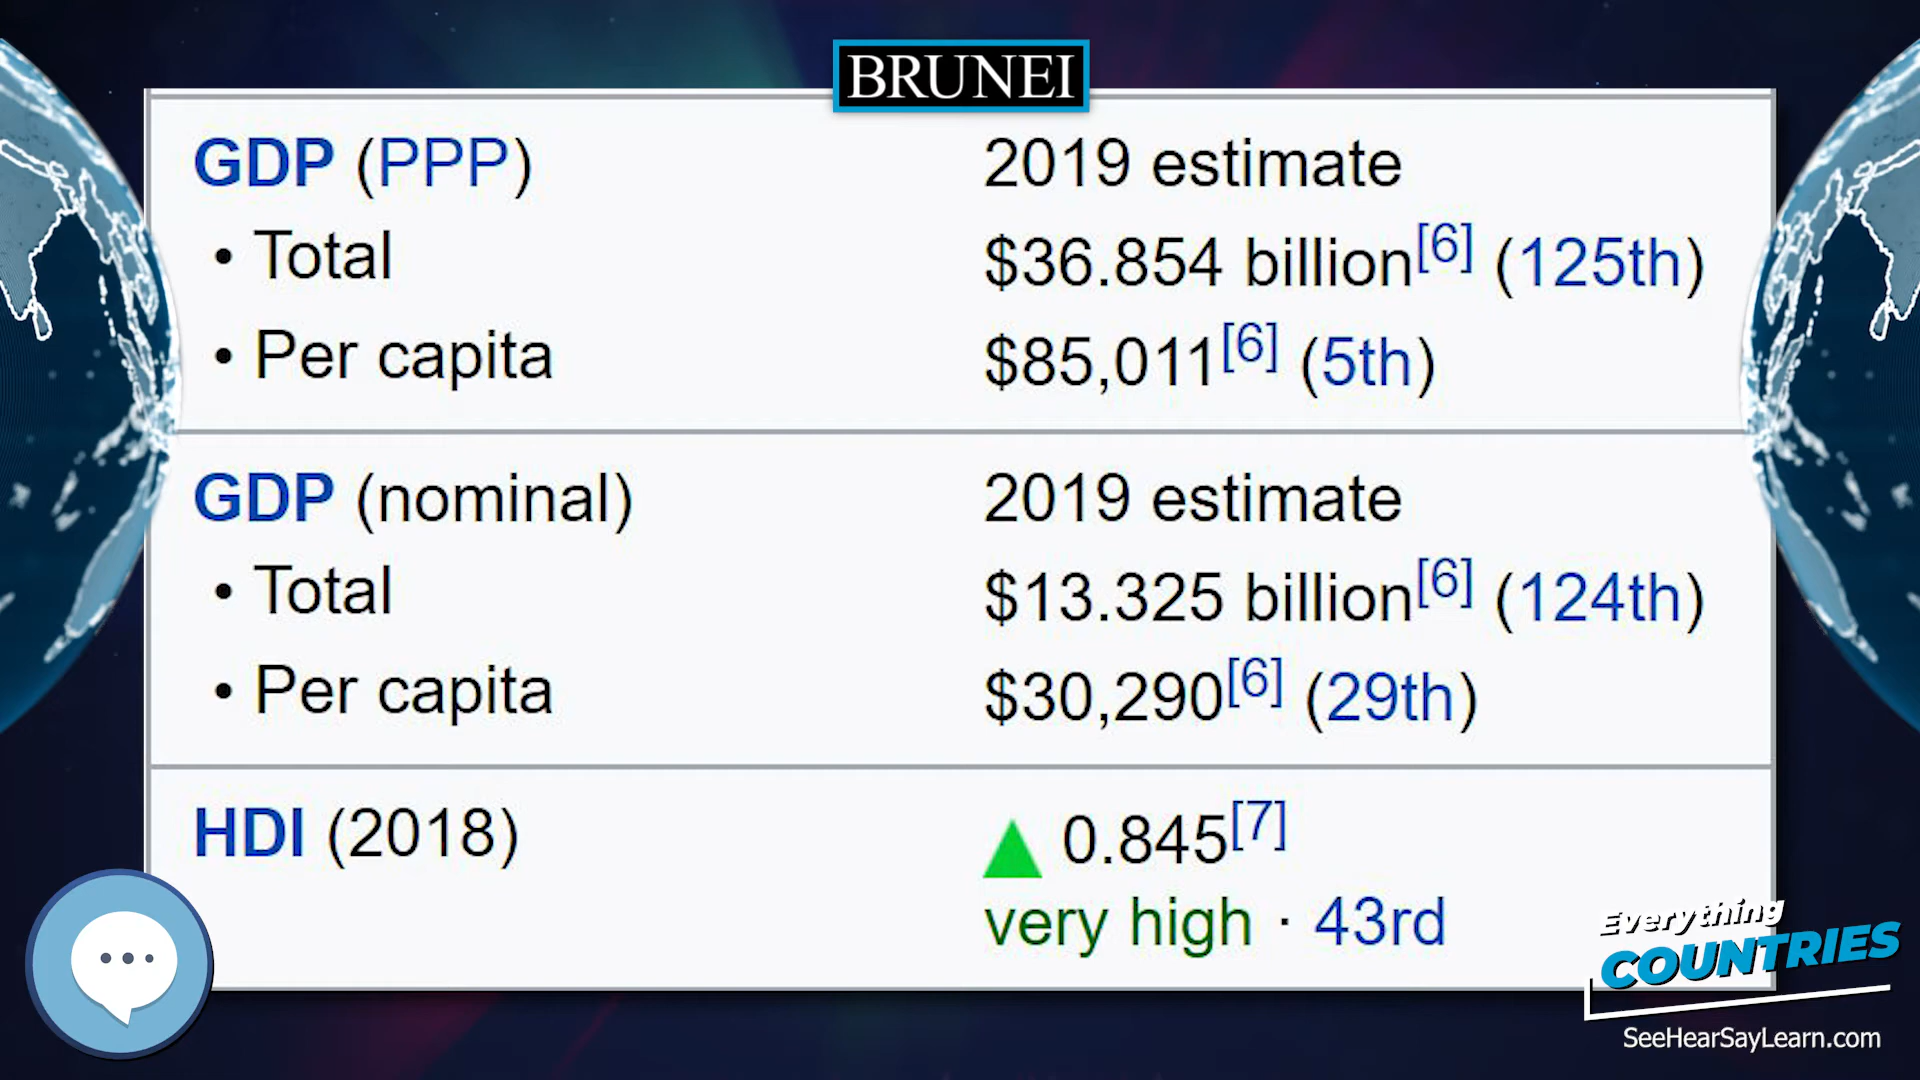 BRUNEI
GDP (PPP) 2019 estimate
• Total $36.854 billion[6] (125th)
• Per capita $85,011[6] (5th)
GDP (nominal) 2019 estimate
• Total $13.325 billion[6] (124th)
• Per capita $30,290[6] (29th)
HDI (2018) ▲ 0.845[7]
very high · 43rd
Everything
COUNTRIES
SeeHearSayLearn.com